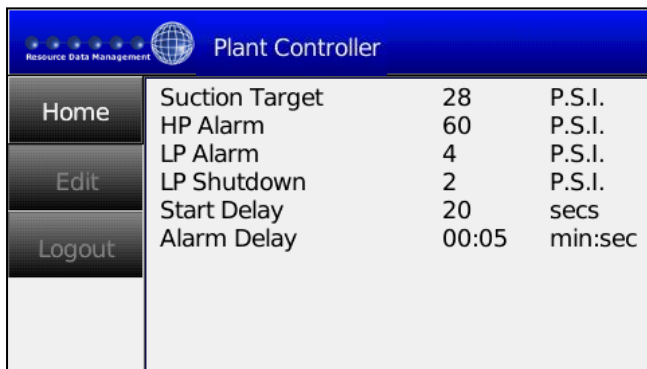 Resource Data Management
Plant Controller
Home
Edit
Logout
Suction Target 28 P.S.I.
HP Alarm 60 P.S.I.
LP Alarm 4 P.S.I.
LP Shutdown 2 P.S.I.
Start Delay 20 secs
Alarm Delay 00:05 min:sec